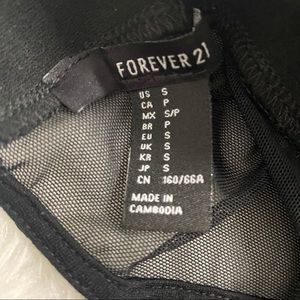 FOREVER 21
US S
CA P
MX S/P
BR P
EU S
UK S
KR S
JP S
CN 160/66A
MADE IN
CAMBODIA